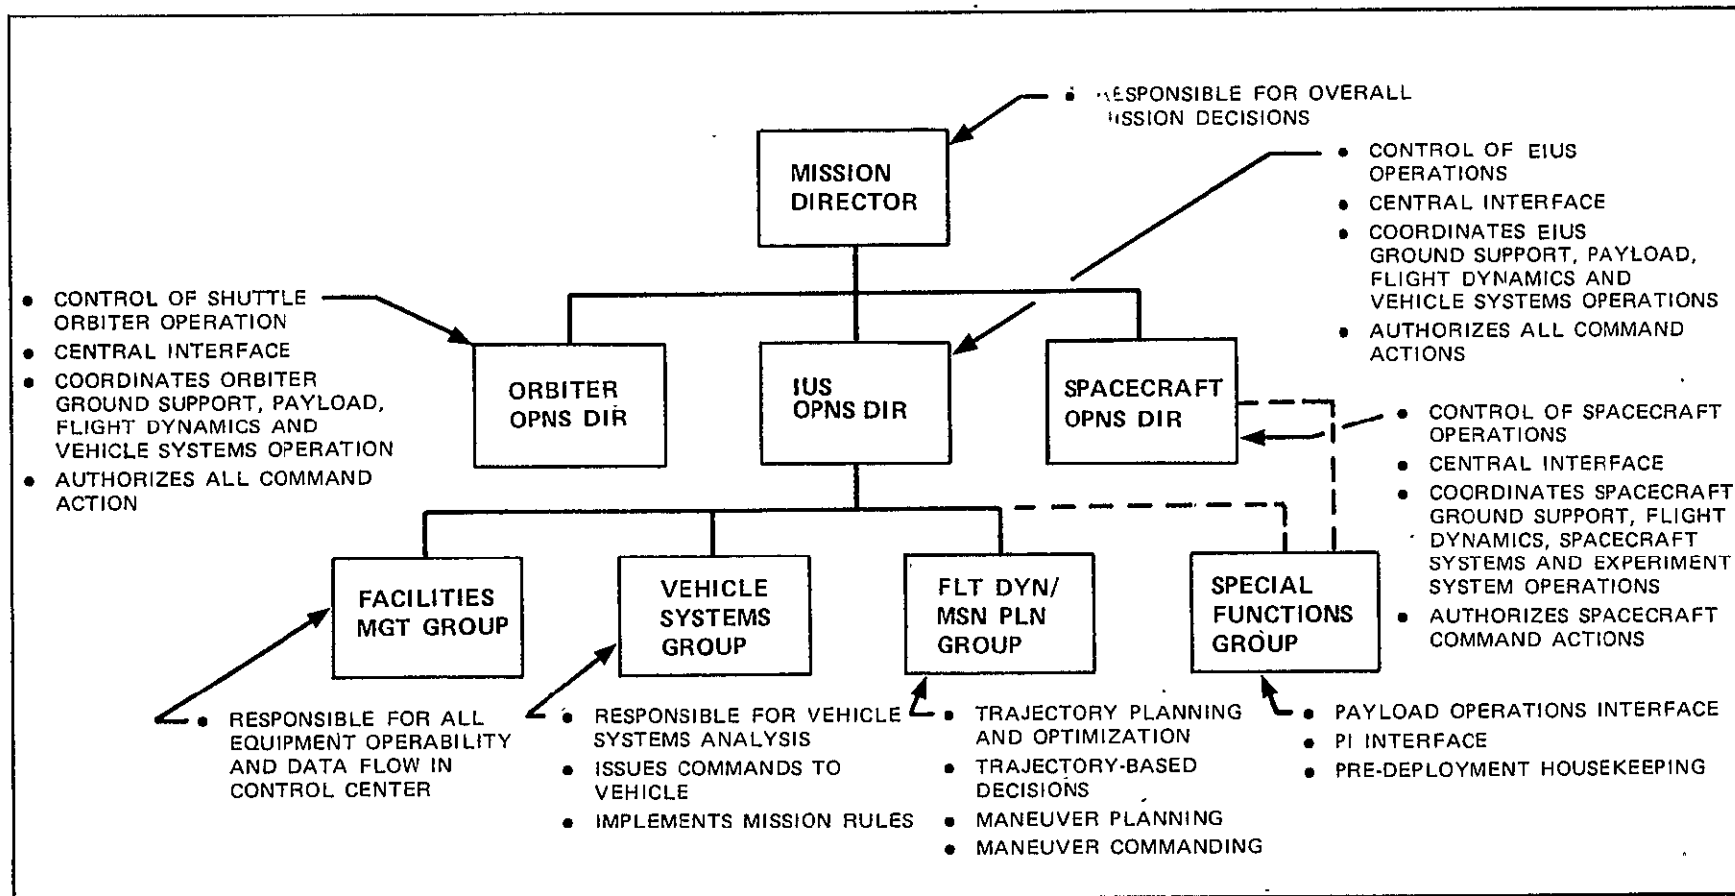 • RESPONSIBLE FOR OVERALL
MISSION DECISIONS
MISSION
DIRECTOR
• CONTROL OF EIUS
OPERATIONS
• CENTRAL INTERFACE
• COORDINATES EIUS
GROUND SUPPORT, PAYLOAD,
FLIGHT DYNAMICS AND
VEHICLE SYSTEMS OPERATIONS
• AUTHORIZES ALL COMMAND
ACTIONS
• CONTROL OF SHUTTLE
ORBITER OPERATION
• CENTRAL INTERFACE
• COORDINATES ORBITER
GROUND SUPPORT, PAYLOAD,
FLIGHT DYNAMICS AND
VEHICLE SYSTEMS OPERATION
• AUTHORIZES ALL COMMAND
ACTION
ORBITER
OPNS DIR
IUS
OPNS DIR
SPACECRAFT
OPNS DIR
• CONTROL OF SPACECRAFT
OPERATIONS
• CENTRAL INTERFACE
• COORDINATES SPACECRAFT
GROUND SUPPORT, FLIGHT
DYNAMICS, SPACECRAFT
SYSTEMS AND EXPERIMENT
SYSTEM OPERATIONS
• AUTHORIZES SPACECRAFT
COMMAND ACTIONS
FACILITIES
MGT GROUP
VEHICLE
SYSTEMS
GROUP
FLT DYN/
MSN PLN
GROUP
SPECIAL
FUNCTIONS
GROUP
• RESPONSIBLE FOR ALL
EQUIPMENT OPERABILITY
AND DATA FLOW IN
CONTROL CENTER
• RESPONSIBLE FOR VEHICLE
SYSTEMS ANALYSIS
• ISSUES COMMANDS TO
VEHICLE
• IMPLEMENTS MISSION RULES
• TRAJECTORY PLANNING
AND OPTIMIZATION
• TRAJECTORY-BASED
DECISIONS
• MANEUVER PLANNING
• MANEUVER COMMANDING
• PAYLOAD OPERATIONS INTERFACE
• PI INTERFACE
• PRE-DEPLOYMENT HOUSEKEEPING